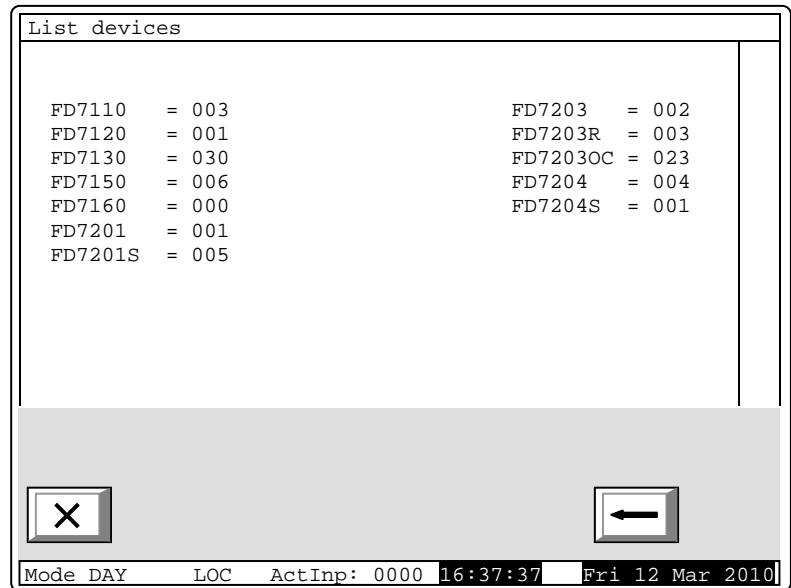 List devices
FD7110 = 003 FD7203 = 002
FD7120 = 001 FD7203R = 003
FD7130 = 030 FD7203OC = 023
FD7150 = 006 FD7204 = 004
FD7160 = 000 FD7204S = 001
FD7201 = 001
FD7201S = 005
Mode DAY LOC ActInp: 0000 16:37:37 Fri 12 Mar 2010